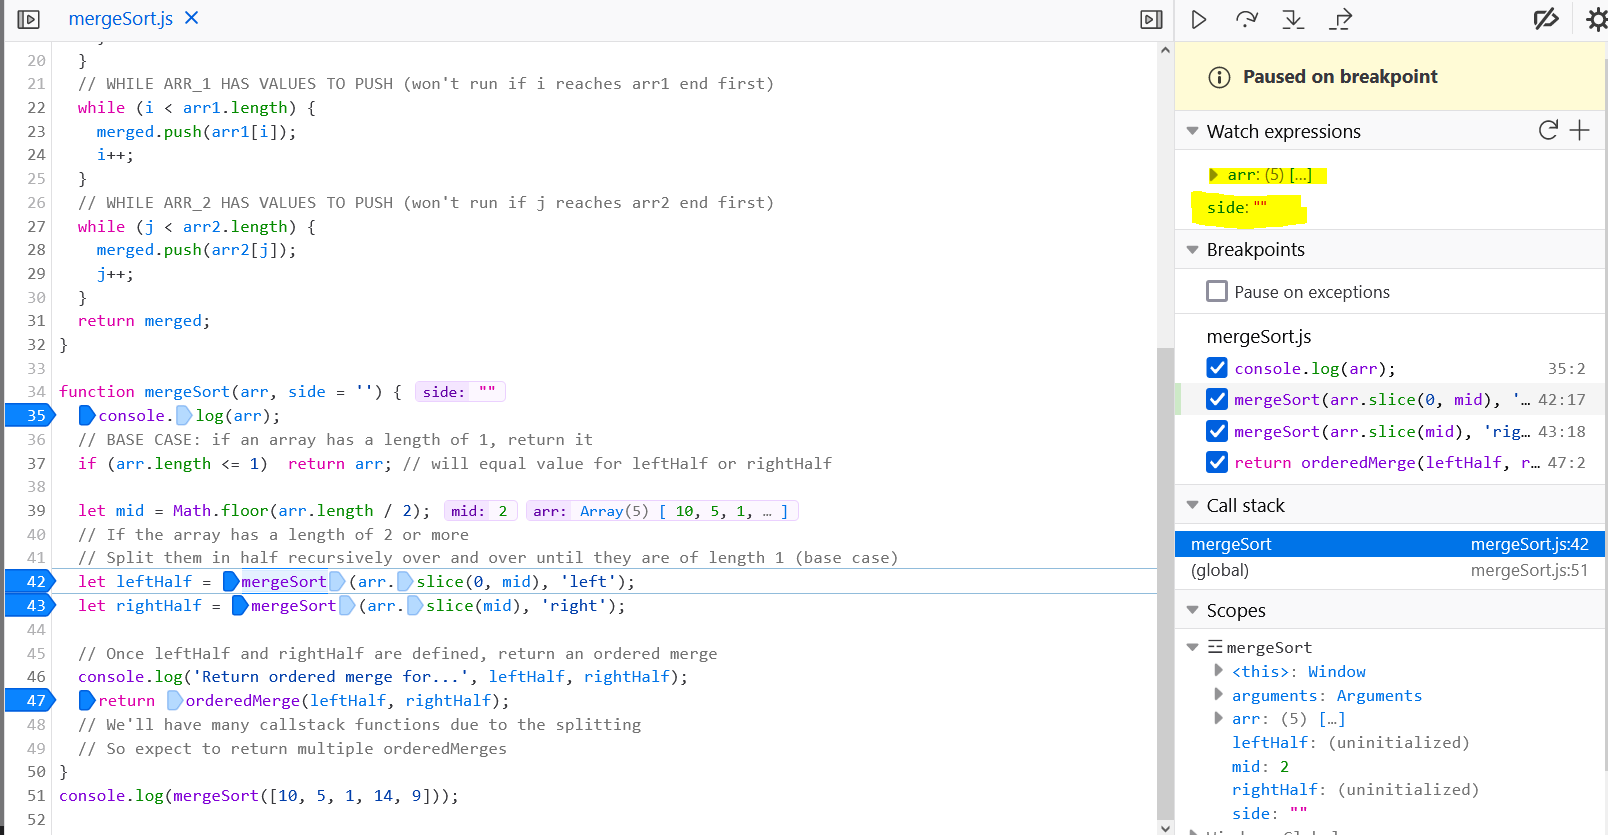 mergeSort.js
20 }
21 // WHILE ARR_1 HAS VALUES TO PUSH (won't run if i reaches arr1 end first)
22 while (i < arr1.length) {
23 merged.push(arr1[i]);
24 i++;
25 }
26 // WHILE ARR_2 HAS VALUES TO PUSH (won't run if j reaches arr2 end first)
27 while (j < arr2.length) {
28 merged.push(arr2[j]);
29 j++;
30 }
31 return merged;
32 }
33
34 function mergeSort(arr, side = '') { side: ""
35 console.log(arr);
36 // BASE CASE: if an array has a length of 1, return it
37 if (arr.length <= 1)  return arr; // will equal value for leftHalf or rightHalf
38
39 let mid = Math.floor(arr.length / 2); mid: 2 arr: Array(5) [ 10, 5, 1, … ]
40 // If the array has a length of 2 or more
41 // Split them in half recursively over and over until they are of length 1 (base case)
42 let leftHalf = mergeSort(arr.slice(0, mid), 'left');
43 let rightHalf = mergeSort(arr.slice(mid), 'right');
44
45 // Once leftHalf and rightHalf are defined, return an ordered merge
46 console.log('Return ordered merge for...', leftHalf, rightHalf);
47 return orderedMerge(leftHalf, rightHalf);
48 // We'll have many callstack functions due to the splitting
49 // So expect to return multiple orderedMerges
50 }
51 console.log(mergeSort([10, 5, 1, 14, 9]));
52
Paused on breakpoint
Watch expressions
arr: (5) […]
side: ""
Breakpoints
Pause on exceptions
mergeSort.js
console.log(arr); 35:2
mergeSort(arr.slice(0, mid), '… 42:17
mergeSort(arr.slice(mid), 'rig… 43:18
return orderedMerge(leftHalf, r… 47:2
Call stack
mergeSort mergeSort.js:42
(global) mergeSort.js:51
Scopes
mergeSort
<this>: Window
arguments: Arguments
arr: (5) […]
leftHalf: (uninitialized)
mid: 2
rightHalf: (uninitialized)
side: ""